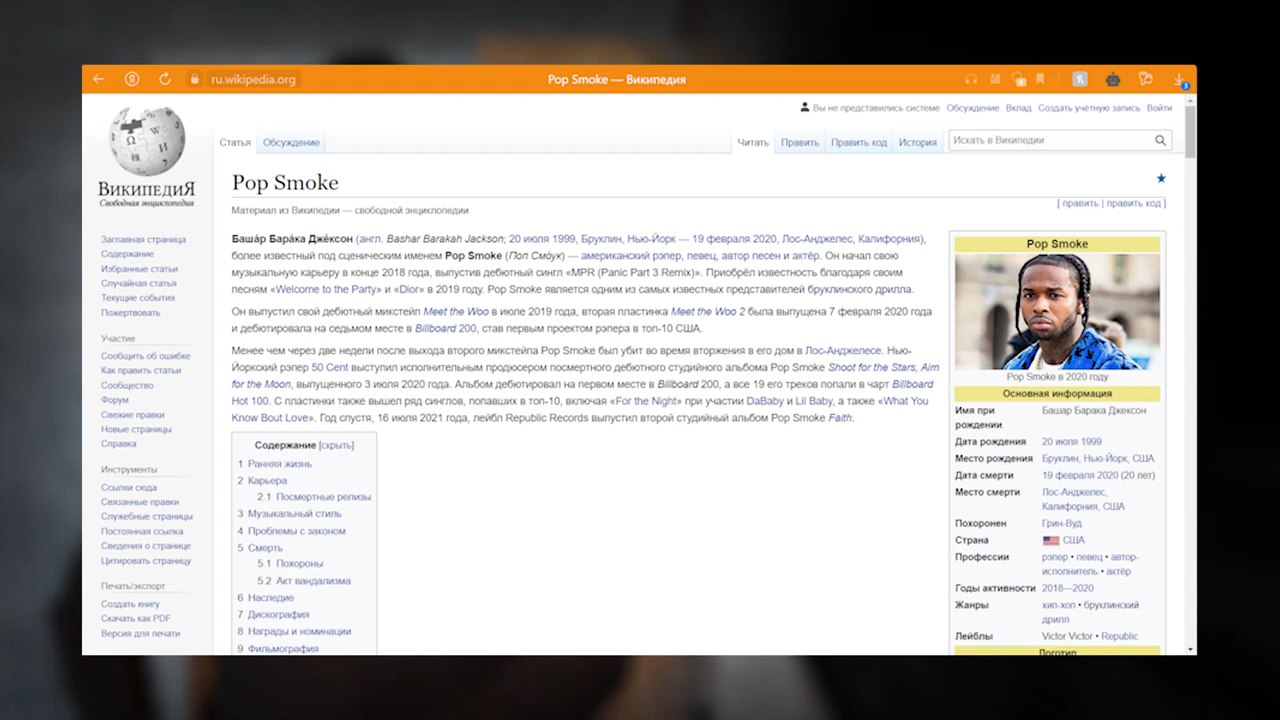 ru.wikipedia.org
Pop Smoke — Википедия
3
Вы не представились системе Обсуждение Вклад Создать учётную запись Войти
Статья Обсуждение Читать Править Править код История Искать в Википедии
ВИКИПЕДИЯ
Свободная энциклопедия
Заглавная страница
Содержание
Избранные статьи
Случайная статья
Текущие события
Пожертвовать
Участие
Сообщить об ошибке
Как править статьи
Сообщество
Форум
Свежие правки
Новые страницы
Справка
Инструменты
Ссылки сюда
Связанные правки
Служебные страницы
Постоянная ссылка
Сведения о странице
Цитировать страницу
Печать/экспорт
Создать книгу
Скачать как PDF
Версия для печати
Pop Smoke
Материал из Википедии — свободной энциклопедии
[ править | править код ]
Баша́р Бара́ка Дже́ксон (англ. Bashar Barakah Jackson; 20 июля 1999, Бруклин, Нью-Йорк — 19 февраля 2020, Лос-Анджелес, Калифорния),
более известный под сценическим именем Pop Smoke (Поп Смо́ук) — американский рэпер, певец, автор песен и актёр. Он начал свою
музыкальную карьеру в конце 2018 года, выпустив дебютный сингл «MPR (Panic Part 3 Remix)». Приобрёл известность благодаря своим
песням «Welcome to the Party» и «Dior» в 2019 году. Pop Smoke является одним из самых известных представителей бруклинского дрилла.
Он выпустил свой дебютный микстейп Meet the Woo в июле 2019 года, вторая пластинка Meet the Woo 2 была выпущена 7 февраля 2020 года
и дебютировала на седьмом месте в Billboard 200, став первым проектом рэпера в топ-10 США.
Менее чем через две недели после выхода второго микстейпа Pop Smoke был убит во время вторжения в его дом в Лос-Анджелесе. Нью-
Йоркский рэпер 50 Cent выступил исполнительным продюсером посмертного дебютного студийного альбома Pop Smoke Shoot for the Stars, Aim
for the Moon, выпущенного 3 июля 2020 года. Альбом дебютировал на первом месте в Billboard 200, а все 19 его треков попали в чарт Billboard
Hot 100. С пластинки также вышел ряд синглов, попавших в топ-10, включая «For the Night» при участии DaBaby и Lil Baby, а также «What You
Know Bout Love». Год спустя, 16 июля 2021 года, лейбл Republic Records выпустил второй студийный альбом Pop Smoke Faith.
Содержание [скрыть]
1 Ранняя жизнь
2 Карьера
2.1 Посмертные релизы
3 Музыкальный стиль
4 Проблемы с законом
5 Смерть
5.1 Похороны
5.2 Акт вандализма
6 Наследие
7 Дискография
8 Награды и номинации
9 Фильмография
Pop Smoke
Pop Smoke в 2020 году
Основная информация
Имя при рождении Башар Барака Джексон
Дата рождения 20 июля 1999
Место рождения Бруклин, Нью-Йорк, США
Дата смерти 19 февраля 2020 (20 лет)
Место смерти Лос-Анджелес,
Калифорния, США
Похоронен Грин-Вуд
Страна США
Профессии рэпер • певец • автор-
исполнитель • актёр
Годы активности 2018—2020
Жанры хип-хоп • бруклинский
дрилл
Лейблы Victor Victor • Republic
Логотип